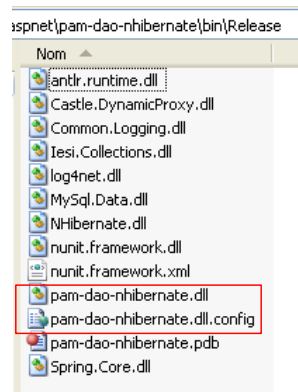 aspnet\pam-dao-nhibernate\bin\Release
Nom
antlr.runtime.dll
Castle.DynamicProxy.dll
Common.Logging.dll
Iesi.Collections.dll
log4net.dll
MySql.Data.dll
NHibernate.dll
nunit.framework.dll
nunit.framework.xml
pam-dao-nhibernate.dll
pam-dao-nhibernate.dll.config
pam-dao-nhibernate.pdb
Spring.Core.dll